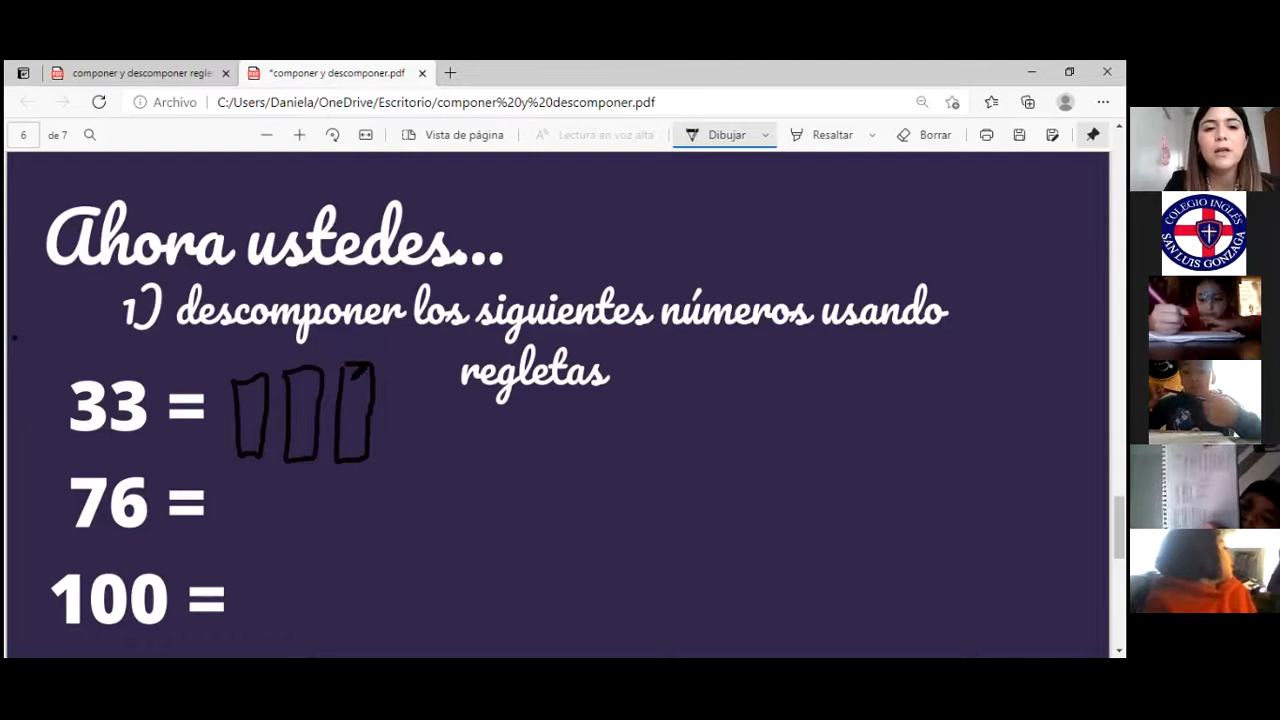 componer y descomponer regle
*componer y descomponer.pdf
Archivo
C:/Users/Daniela/OneDrive/Escritorio/componer%20y%20descomponer.pdf
6 de 7
Vista de página
Lectura en voz alta
Dibujar
Resaltar
Borrar
Ahora ustedes...
1) descomponer los siguientes números usando
regletas
33 =
76 =
100 =
COLEGIO INGLÉS
SAN LUIS GONZAGA